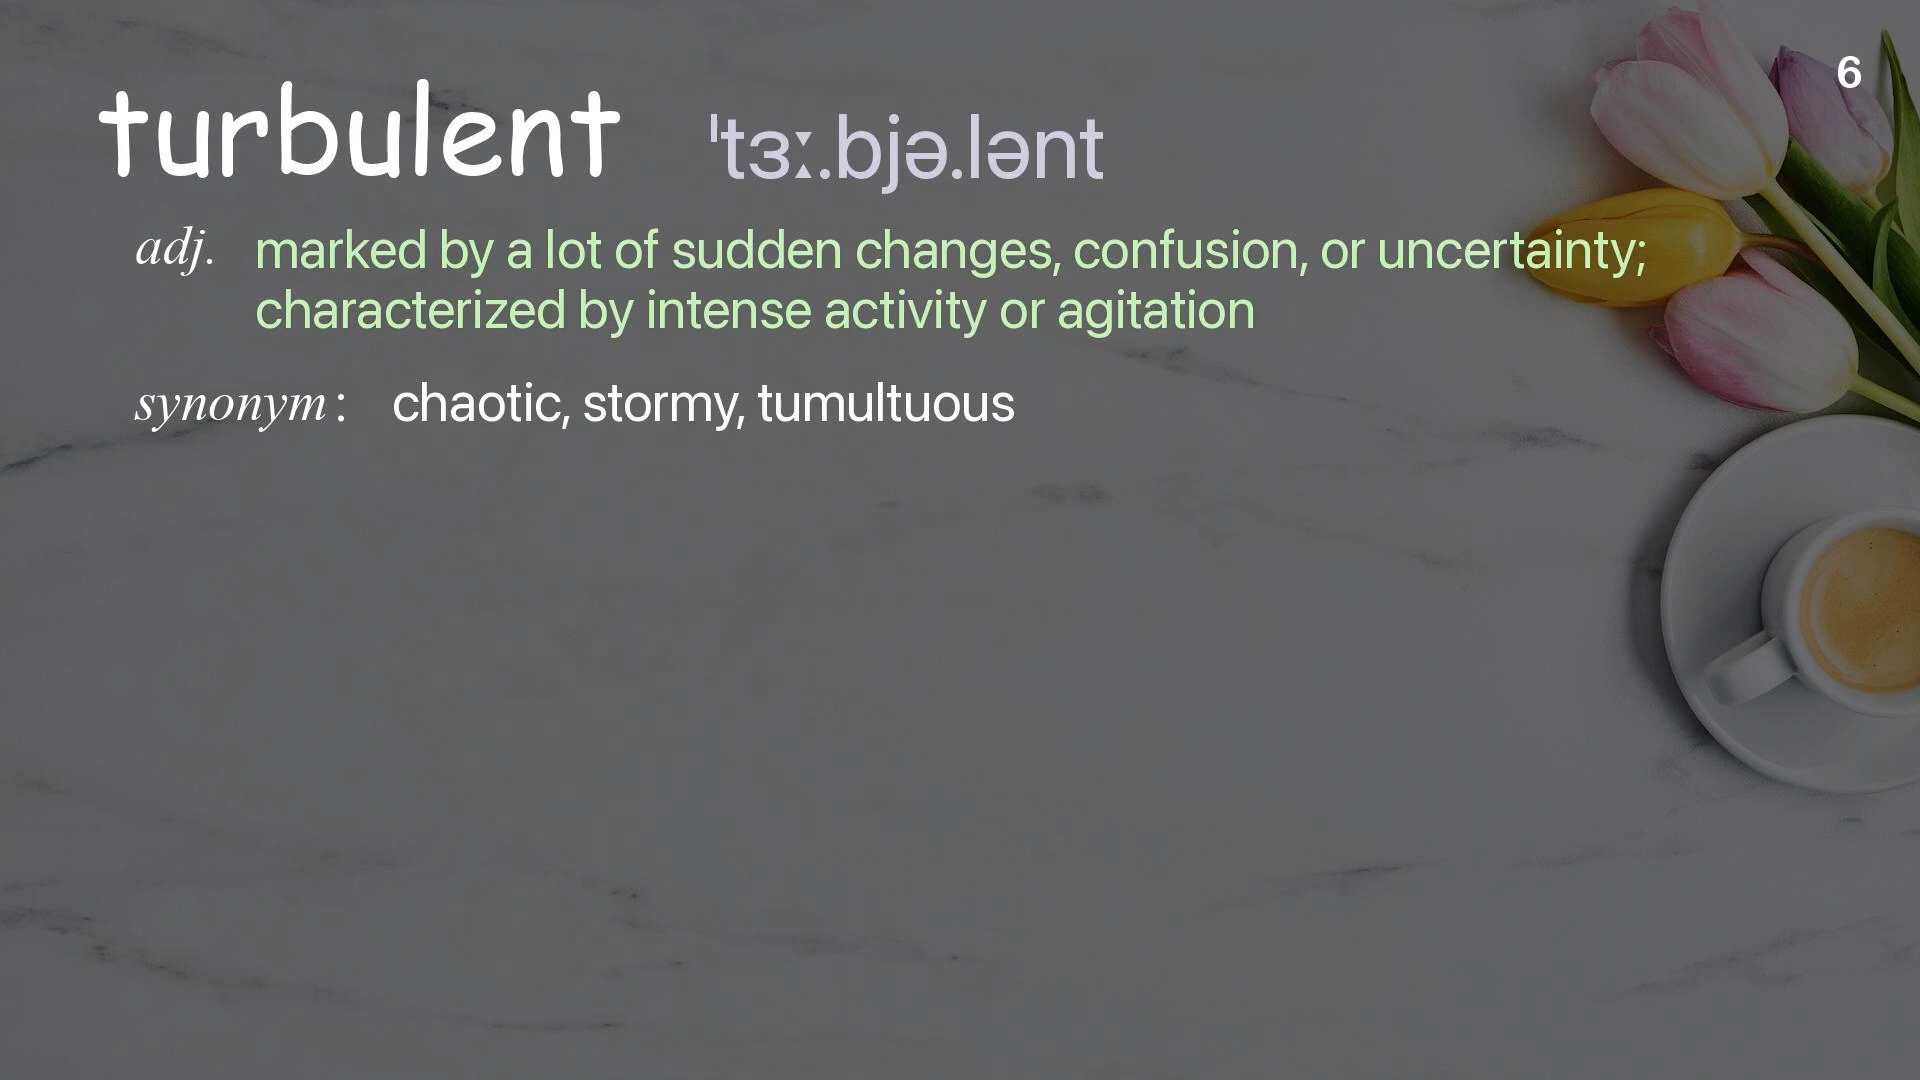 6
turbulent ˈtɜː.bjə.lənt
adj. marked by a lot of sudden changes, confusion, or uncertainty;
characterized by intense activity or agitation
synonym : chaotic, stormy, tumultuous